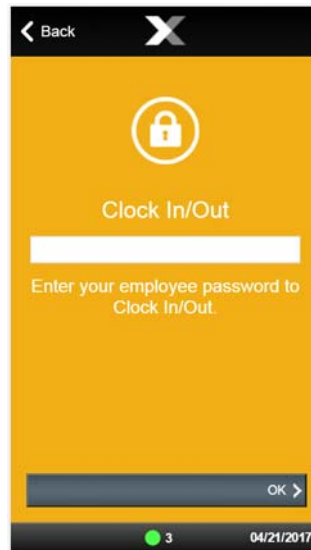 Back
Clock In/Out
Enter your employee password to
Clock In/Out.
OK
3
04/21/2017